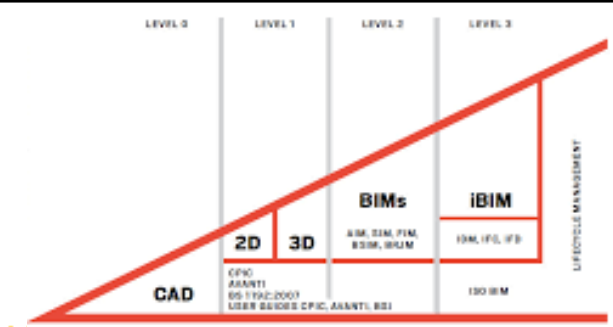 LEVEL 0
LEVEL 1
LEVEL 2
LEVEL 3
BIMs
iBIM
2D
3D
AIM, SIM, FIM,
BSIM, BRIM
IDM, IFC, IFD
LIFECYCLE MANAGEMENT
CAD
CPIC
AVANTI
BS 1192:2007
USER GUIDES CPIC, AVANTI, BSI
ISO BIM